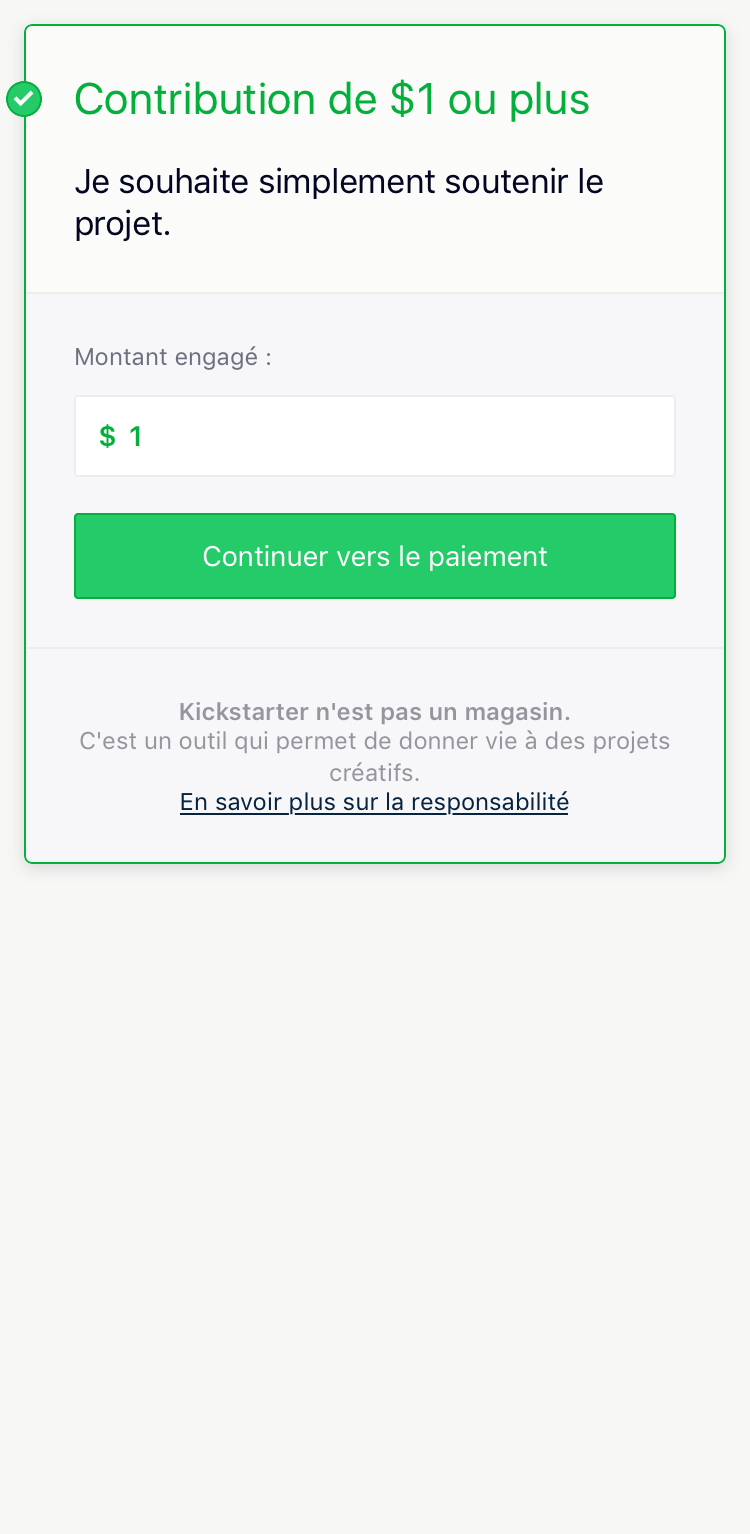 Contribution de $1 ou plus
Je souhaite simplement soutenir le
projet.
Montant engagé :
$ 1
Continuer vers le paiement
Kickstarter n'est pas un magasin.
C'est un outil qui permet de donner vie à des projets
créatifs.
En savoir plus sur la responsabilité